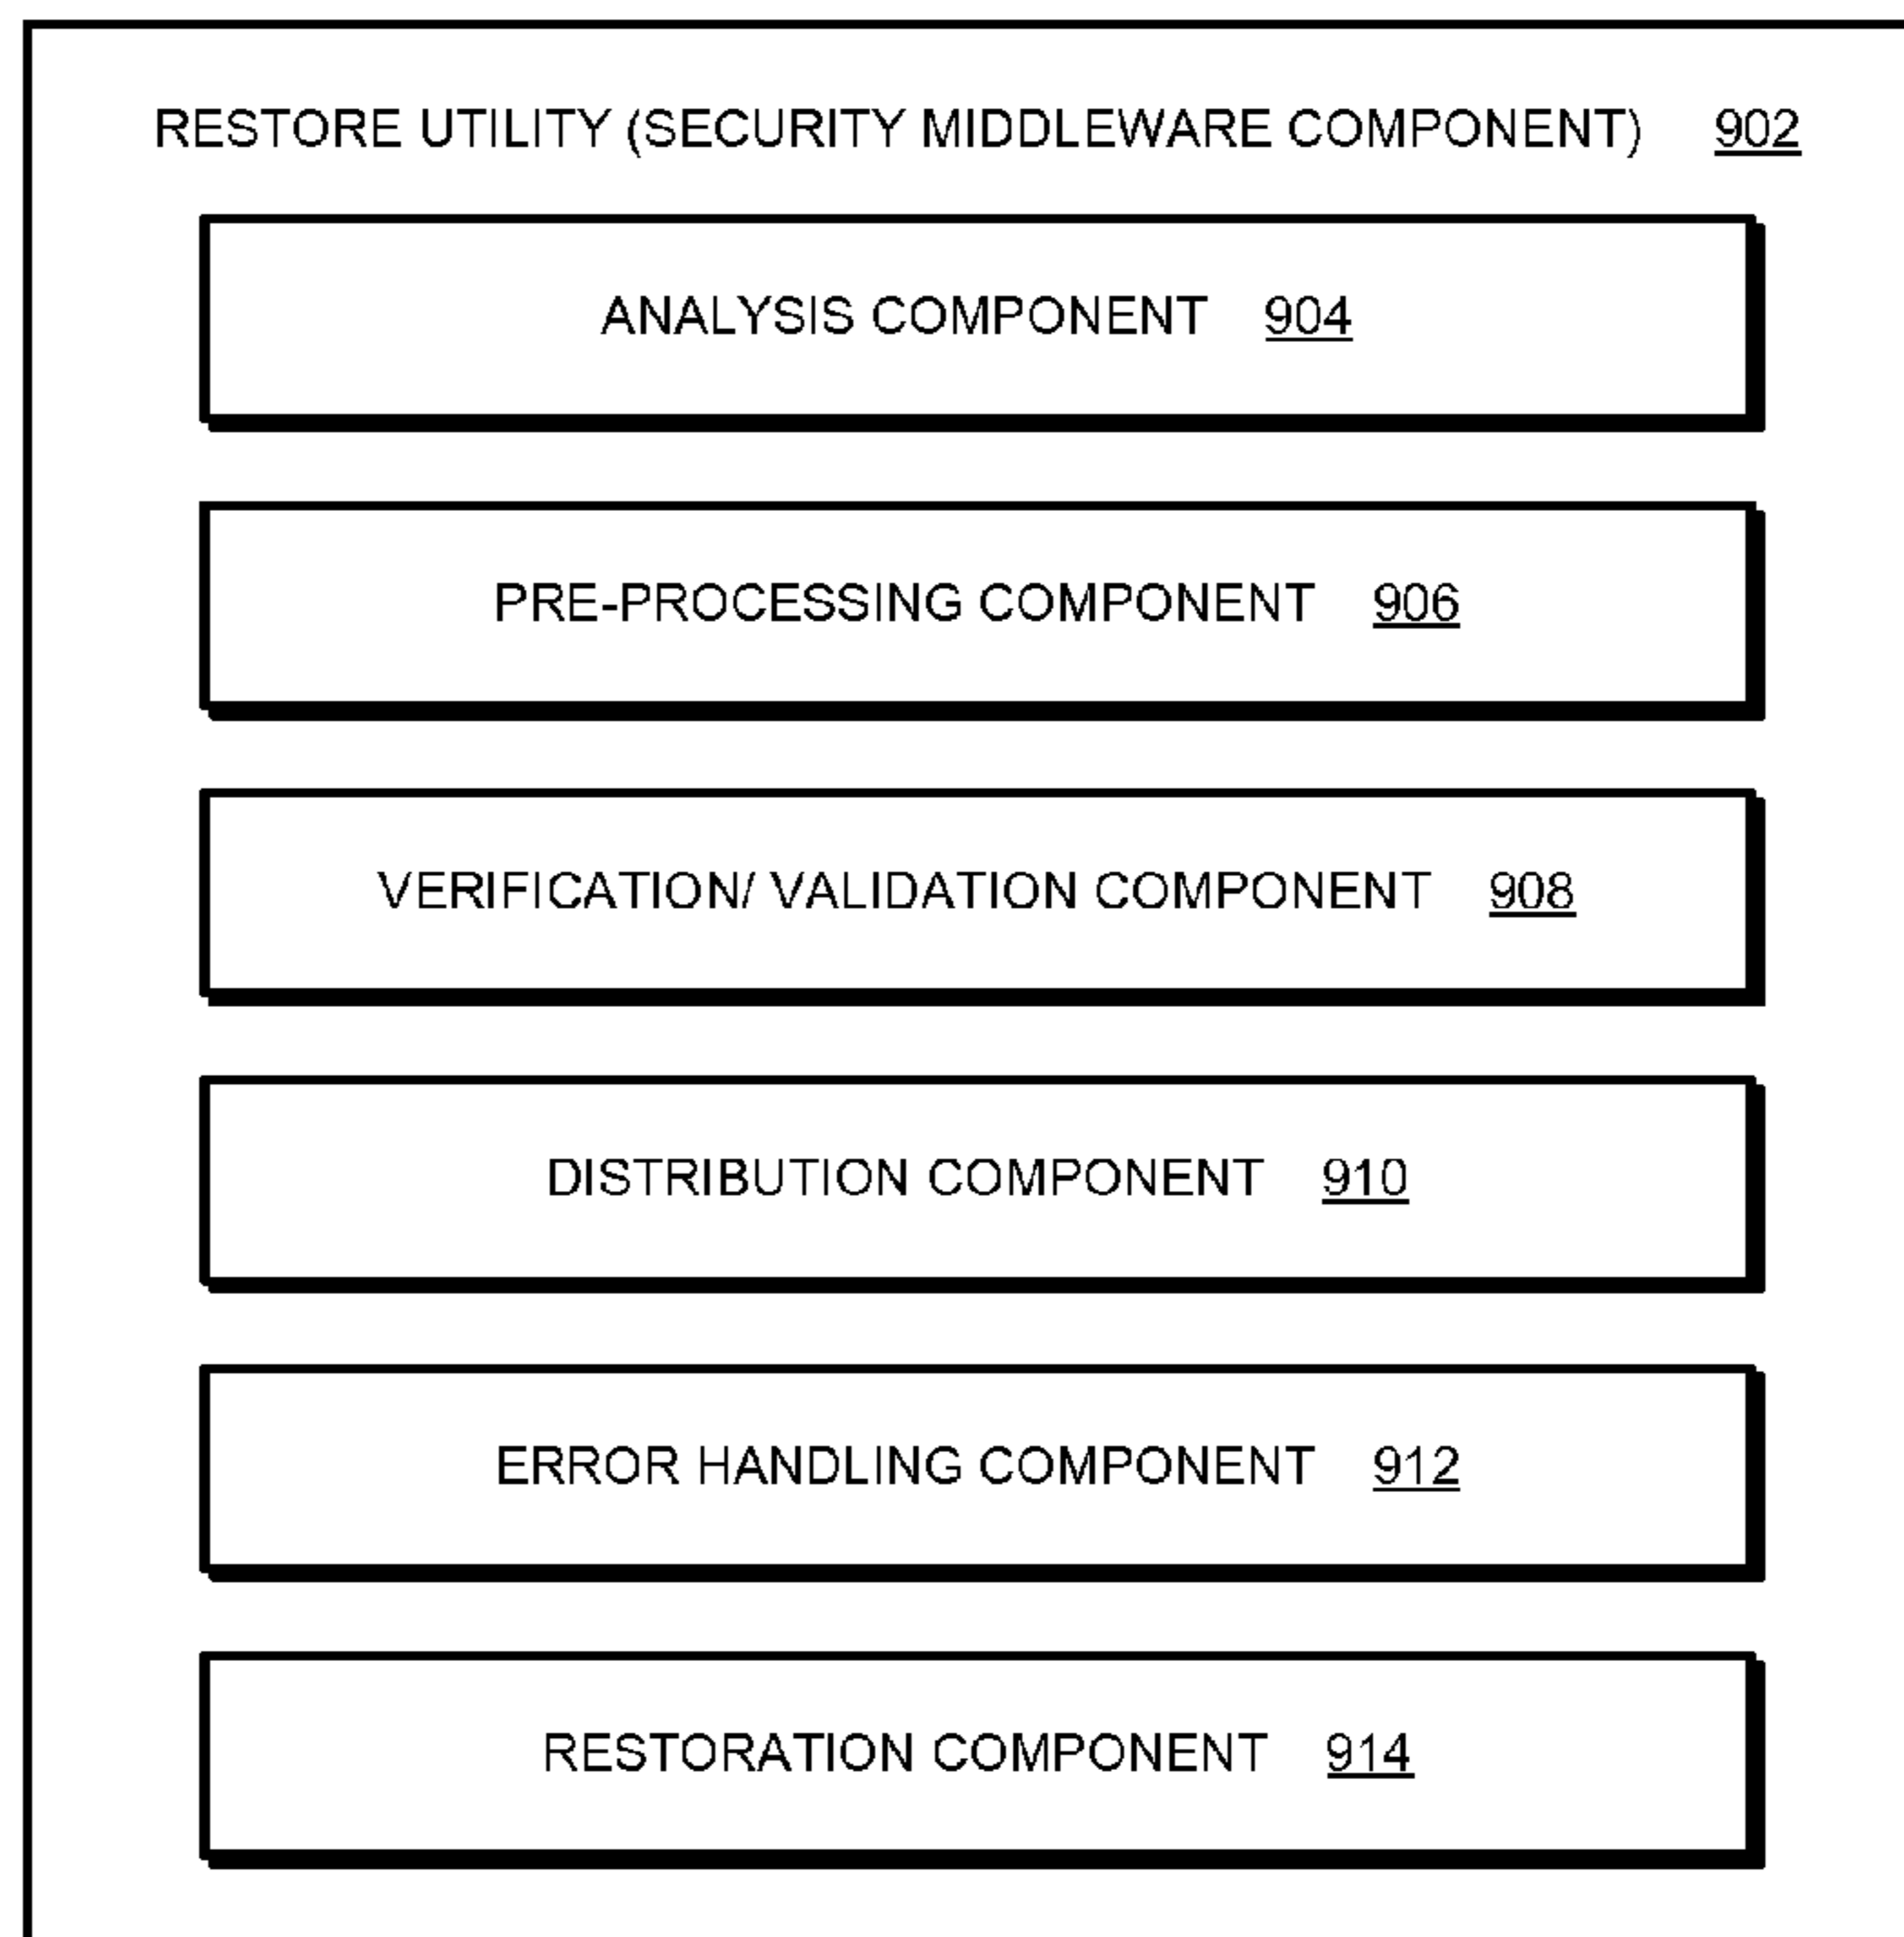 RESTORE UTILITY (SECURITY MIDDLEWARE COMPONENT) 902
ANALYSIS COMPONENT 904
PRE-PROCESSING COMPONENT 906
VERIFICATION/ VALIDATION COMPONENT 908
DISTRIBUTION COMPONENT 910
ERROR HANDLING COMPONENT 912
RESTORATION COMPONENT 914